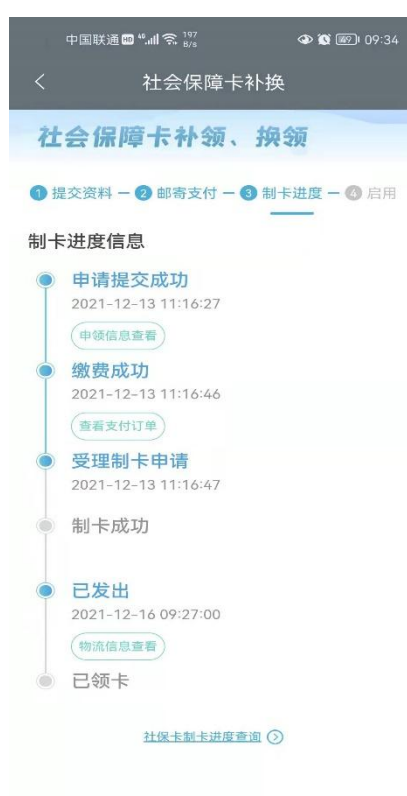 中国联通 HD 4G 197 B/s 09:34
社会保障卡补换
社会保障卡补领、换领
1 提交资料 — 2 邮寄支付 — 3 制卡进度 — 4 启用
制卡进度信息
申请提交成功
2021-12-13 11:16:27
申领信息查看
缴费成功
2021-12-13 11:16:46
查看支付订单
受理制卡申请
2021-12-13 11:16:47
制卡成功
已发出
2021-12-16 09:27:00
物流信息查看
已领卡
社保卡制卡进度查询